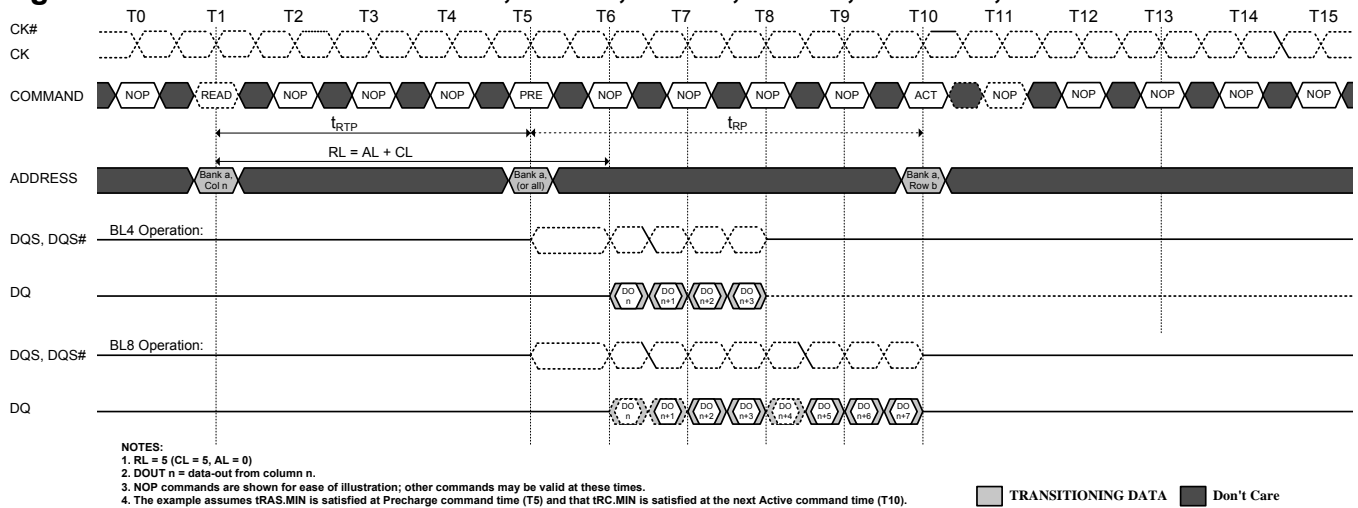 T0 T1 T2 T3 T4 T5 T6 T7 T8 T9 T10 T11 T12 T13 T14 T15
CK#
CK
COMMAND NOP READ NOP NOP NOP PRE NOP NOP NOP NOP ACT NOP NOP NOP NOP NOP
tRTP tRP
RL = AL + CL
ADDRESS
Bank a, Col n
Bank a, (or all)
Bank a, Row b
BL4 Operation:
DQS, DQS#
DQ DO n DO n+1 DO n+2 DO n+3
BL8 Operation:
DQS, DQS#
DQ DO n DO n+1 DO n+2 DO n+3 DO n+4 DO n+5 DO n+6 DO n+7
NOTES:
1. RL = 5 (CL = 5, AL = 0)
2. DOUT n = data-out from column n.
3. NOP commands are shown for ease of illustration; other commands may be valid at these times.
4. The example assumes tRAS.MIN is satisfied at Precharge command time (T5) and that tRC.MIN is satisfied at the next Active command time (T10).
TRANSITIONING DATA Don't Care